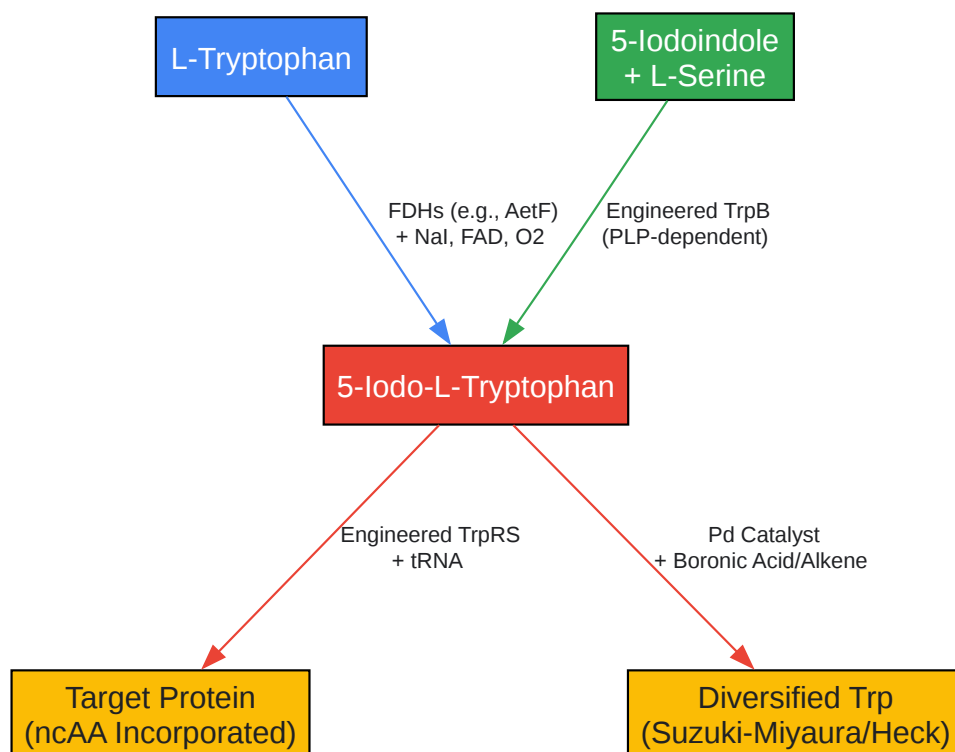 L-Tryptophan
5-Iodoindole
+ L-Serine
FDHs (e.g., AetF)
+ NaI, FAD, O2
Engineered TrpB
(PLP-dependent)
5-Iodo-L-Tryptophan
Engineered TrpRS
+ tRNA
Pd Catalyst
+ Boronic Acid/Alkene
Target Protein
(ncAA Incorporated)
Diversified Trp
(Suzuki-Miyaura/Heck)